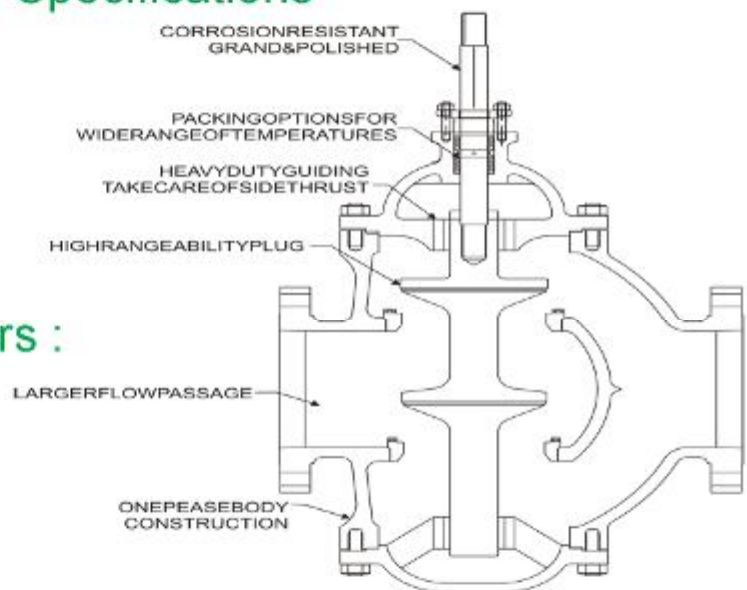 Specifications
CORROSIONRESISTANT
GRAND&POLISHED
PACKINGOPTIONSFOR
WIDERANGEOFTEMPERATURES
HEAVYDUTYGUIDING
TAKECAREOFSIDETHRUST
HIGHRANGEABILITYPLUG
rs :
LARGERFLOWPASSAGE
ONEPEASEBODY
CONSTRUCTION